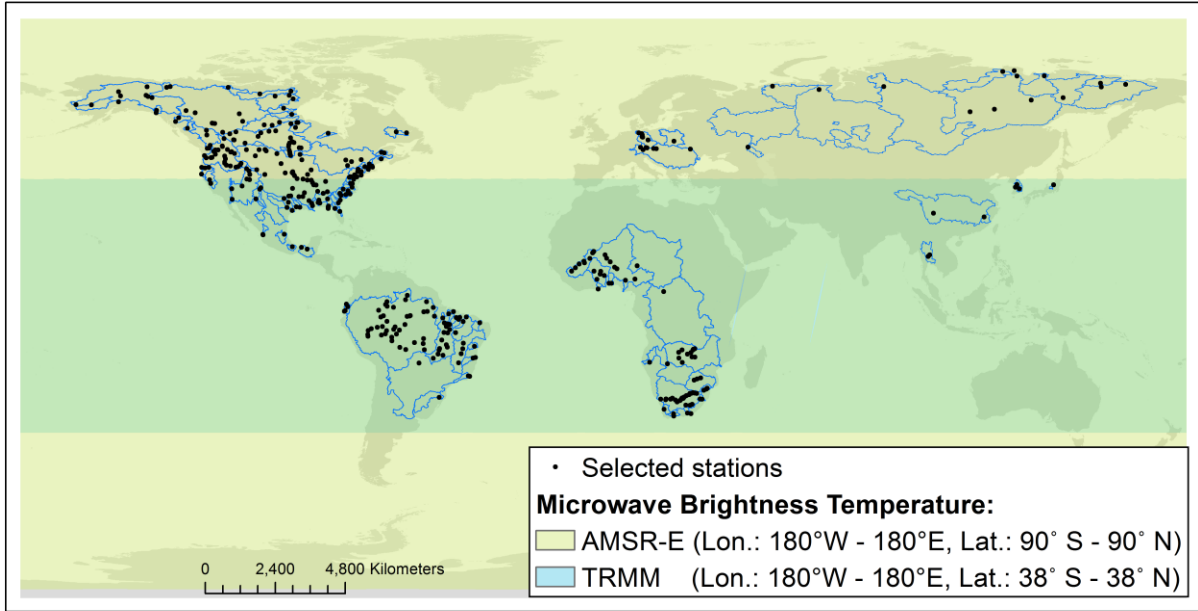 Selected stations
Microwave Brightness Temperature:
AMSR-E (Lon.: 180°W - 180°E, Lat.: 90° S - 90° N)
TRMM (Lon.: 180°W - 180°E, Lat.: 38° S - 38° N)
0 2,400 4,800 Kilometers